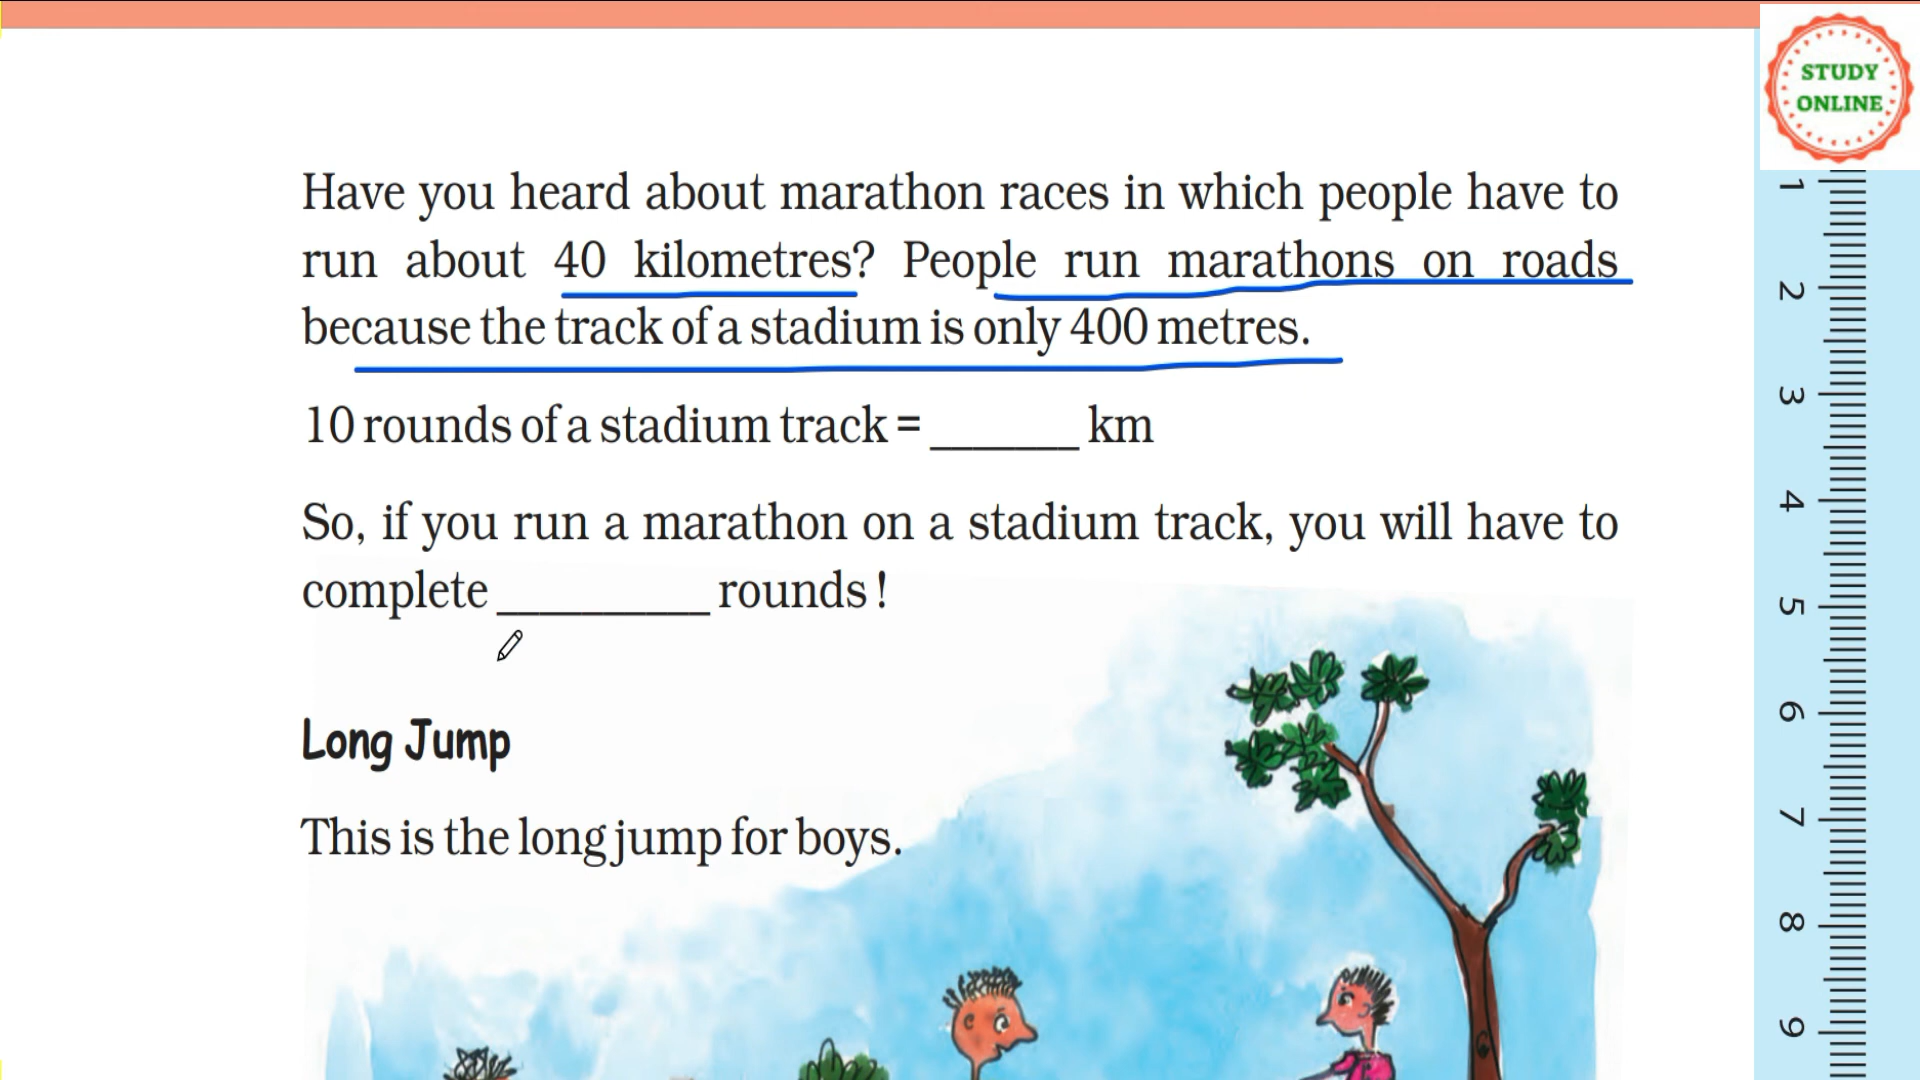 STUDY
ONLINE
Have you heard about marathon races in which people have to
run about 40 kilometres? People run marathons on roads
because the track of a stadium is only 400 metres.
10 rounds of a stadium track = _______ km
So, if you run a marathon on a stadium track, you will have to
complete __________ rounds !
Long Jump
This is the long jump for boys.
1
2
3
4
5
6
7
8
9